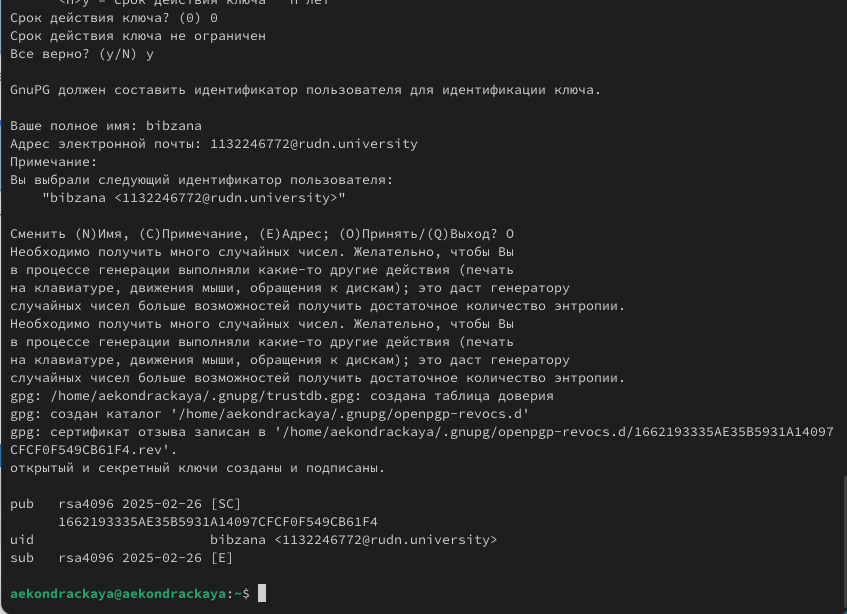 <n>y = срок действия ключа - n лет
Срок действия ключа? (0) 0
Срок действия ключа не ограничен
Все верно? (y/N) y
GnuPG должен составить идентификатор пользователя для идентификации ключа.
Ваше полное имя: bibzana
Адрес электронной почты: 1132246772@rudn.university
Примечание:
Вы выбрали следующий идентификатор пользователя:
"bibzana <1132246772@rudn.university>"
Сменить (N)Имя, (C)Примечание, (E)Адрес; (O)Принять/(Q)Выход? O
Необходимо получить много случайных чисел. Желательно, чтобы Вы
в процессе генерации выполняли какие-то другие действия (печать
на клавиатуре, движения мыши, обращения к дискам); это даст генератору
случайных чисел больше возможностей получить достаточное количество энтропии.
Необходимо получить много случайных чисел. Желательно, чтобы Вы
в процессе генерации выполняли какие-то другие действия (печать
на клавиатуре, движения мыши, обращения к дискам); это даст генератору
случайных чисел больше возможностей получить достаточное количество энтропии.
gpg: /home/aekondrackaya/.gnupg/trustdb.gpg: создана таблица доверия
gpg: создан каталог '/home/aekondrackaya/.gnupg/openpgp-revocs.d'
gpg: сертификат отзыва записан в '/home/aekondrackaya/.gnupg/openpgp-revocs.d/1662193335AE35B5931A14097
CFCF0F549CB61F4.rev'.
открытый и секретный ключи созданы и подписаны.
pub rsa4096 2025-02-26 [SC]
1662193335AE35B5931A14097CFCF0F549CB61F4
uid bibzana <1132246772@rudn.university>
sub rsa4096 2025-02-26 [E]
aekondrackaya@aekondrackaya:~$